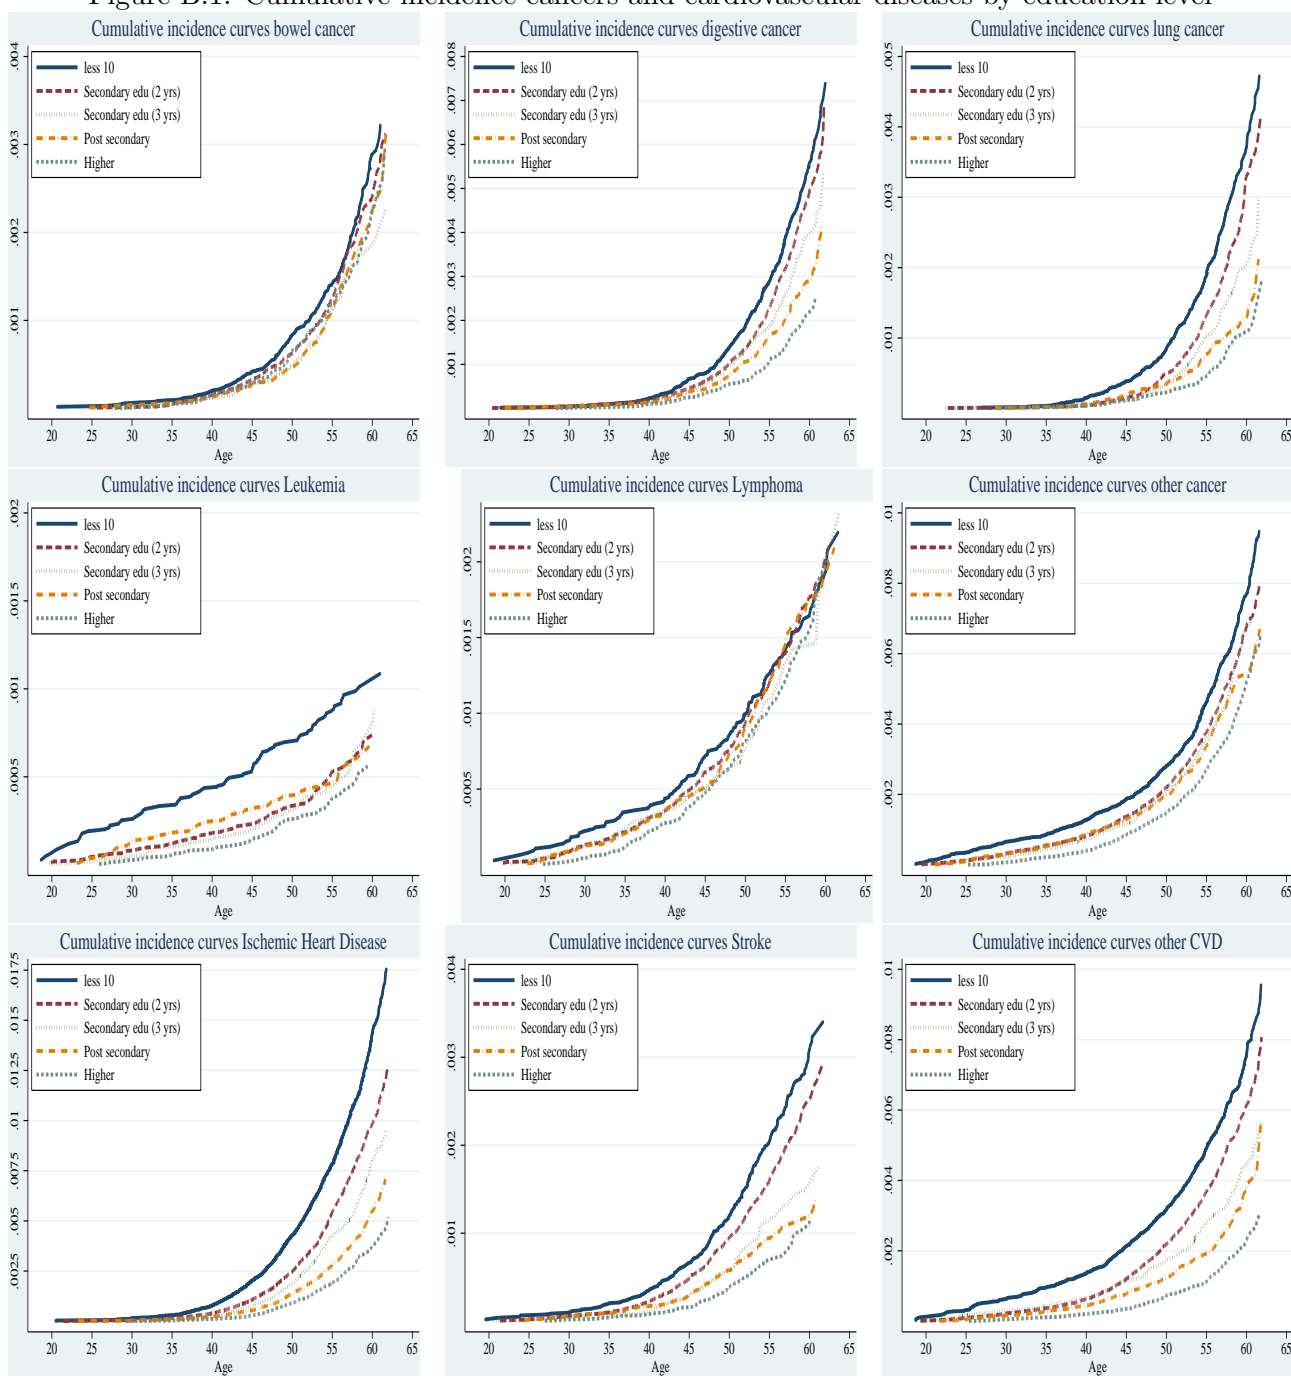 Figure B.1: Cumulative incidence cancers and cardiovascular diseases by education level
Cumulative incidence curves bowel cancer
less 10
Secondary edu (2 yrs)
Secondary edu (3 yrs)
Post secondary
Higher
.004
.003
.002
.001
20 25 30 35 40 45 50 55 60 65
Age
Cumulative incidence curves digestive cancer
less 10
Secondary edu (2 yrs)
Secondary edu (3 yrs)
Post secondary
Higher
.008
.007
.006
.005
.004
.003
.002
.001
20 25 30 35 40 45 50 55 60 65
Age
Cumulative incidence curves lung cancer
less 10
Secondary edu (2 yrs)
Secondary edu (3 yrs)
Post secondary
Higher
.005
.004
.003
.002
.001
20 25 30 35 40 45 50 55 60 65
Age
Cumulative incidence curves Leukemia
less 10
Secondary edu (2 yrs)
Secondary edu (3 yrs)
Post secondary
Higher
.002
.0015
.001
.0005
20 25 30 35 40 45 50 55 60 65
Age
Cumulative incidence curves Lymphoma
less 10
Secondary edu (2 yrs)
Secondary edu (3 yrs)
Post secondary
Higher
.002
.0015
.001
.0005
20 25 30 35 40 45 50 55 60 65
Age
Cumulative incidence curves other cancer
less 10
Secondary edu (2 yrs)
Secondary edu (3 yrs)
Post secondary
Higher
.01
.008
.006
.004
.002
20 25 30 35 40 45 50 55 60 65
Age
Cumulative incidence curves Ischemic Heart Disease
less 10
Secondary edu (2 yrs)
Secondary edu (3 yrs)
Post secondary
Higher
.0175
.015
.0125
.01
.0075
.005
.0025
20 25 30 35 40 45 50 55 60 65
Age
Cumulative incidence curves Stroke
less 10
Secondary edu (2 yrs)
Secondary edu (3 yrs)
Post secondary
Higher
.004
.003
.002
.001
20 25 30 35 40 45 50 55 60 65
Age
Cumulative incidence curves other CVD
less 10
Secondary edu (2 yrs)
Secondary edu (3 yrs)
Post secondary
Higher
.01
.008
.006
.004
.002
20 25 30 35 40 45 50 55 60 65
Age